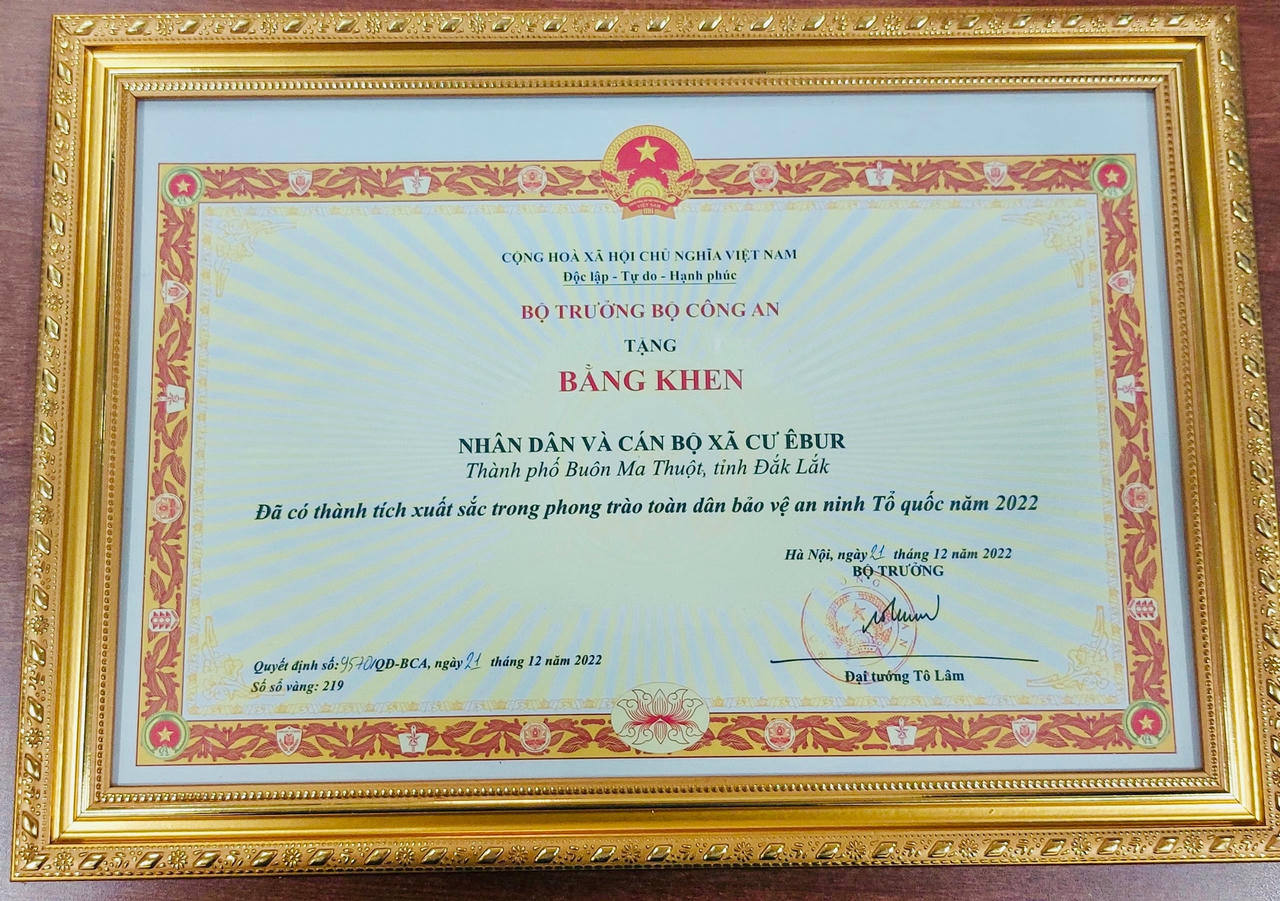 CỘNG HOÀ XÃ HỘI CHỦ NGHĨA VIỆT NAM
Độc lập - Tự do - Hạnh phúc
BỘ TRƯỞNG BỘ CÔNG AN
TẶNG
BẰNG KHEN
NHÂN DÂN VÀ CÁN BỘ XÃ CƯ ÊBUR
Thành phố Buôn Ma Thuột, tỉnh Đắk Lắk
Đã có thành tích xuất sắc trong phong trào toàn dân bảo vệ an ninh Tổ quốc năm 2022
Hà Nội, ngày 21 tháng 12 năm 2022
BỘ TRƯỞNG
Đại tướng Tô Lâm
Quyết định số: 9570/QĐ-BCA, ngày 21 tháng 12 năm 2022
Số sổ vàng: 219